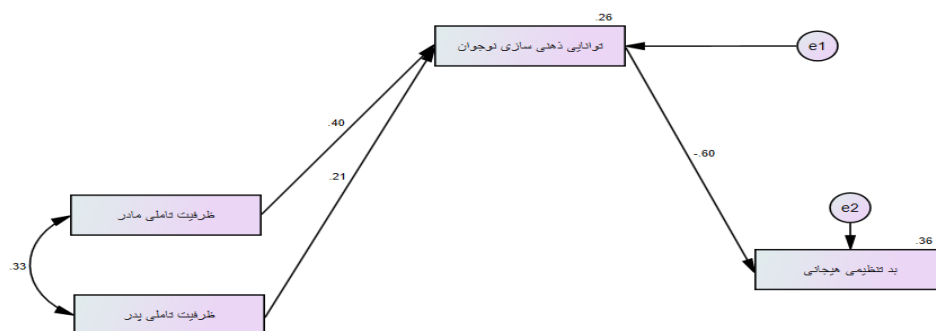 .26
توانایی ذهنی سازی نوجوان
e1
.40
.21
-.60
ظرفیت تاملی مادر
e2
.36
بد تنظیمی هیجانی
.33
ظرفیت تاملی پدر